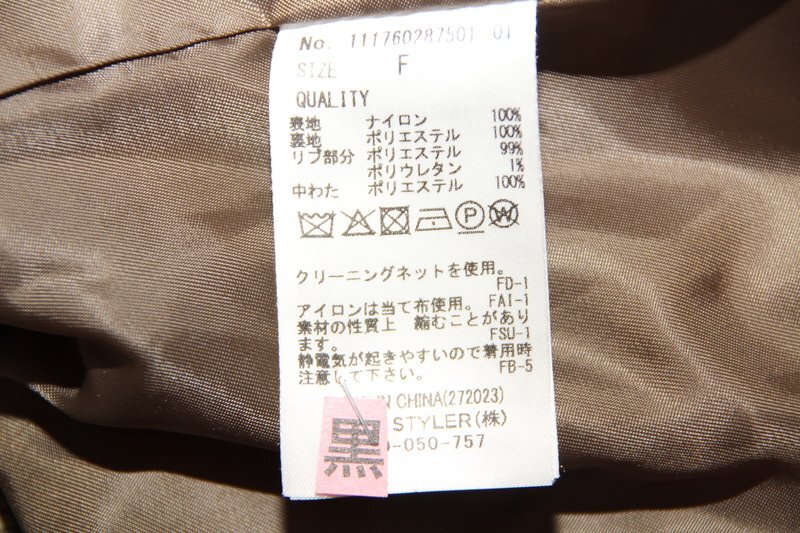 No. 111760287501 01
SIZE F
QUALITY
表地 ナイロン 100%
裏地 ポリエステル 100%
リブ部分 ポリエステル 99%
ポリウレタン 1%
中わた ポリエステル 100%
クリーニングネットを使用。
FD-1
アイロンは当て布使用。 FAI-1
素材の性質上 縮むことがあり
ます。 FSU-1
静電気が起きやすいので着用時
注意して下さい。 FB-5
IN CHINA(272023)
STYLER(株)
-050-757
黒